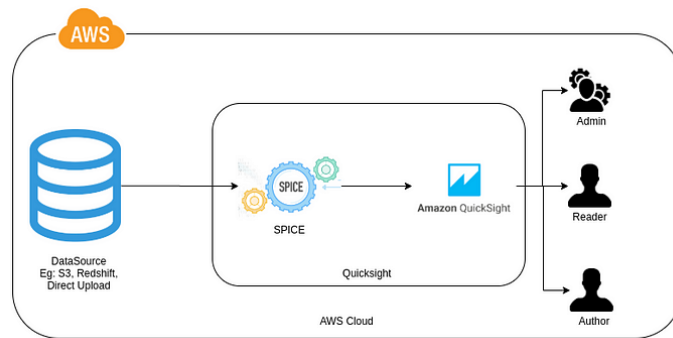 AWS
Admin
SPICE
Amazon QuickSight
SPICE
Reader
DataSource
Eg: S3, Redshift,
Direct Upload
Quicksight
AWS Cloud
Author